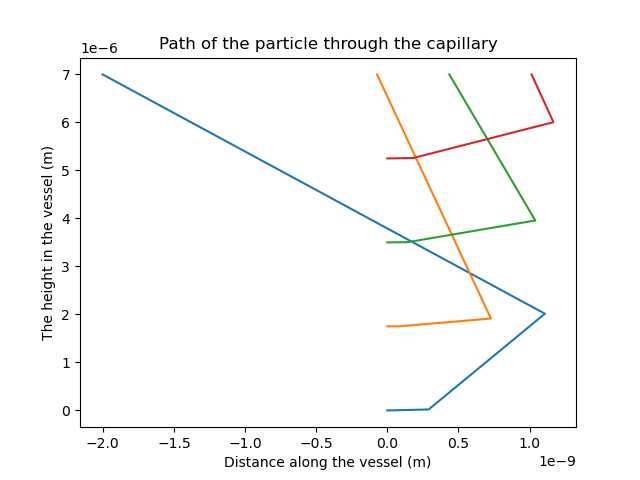 Path of the particle through the capillary
1e−6
7
6
5
4
3
2
1
0
The height in the vessel (m)
−2.0 −1.5 −1.0 −0.5 0.0 0.5 1.0
Distance along the vessel (m)
1e−9